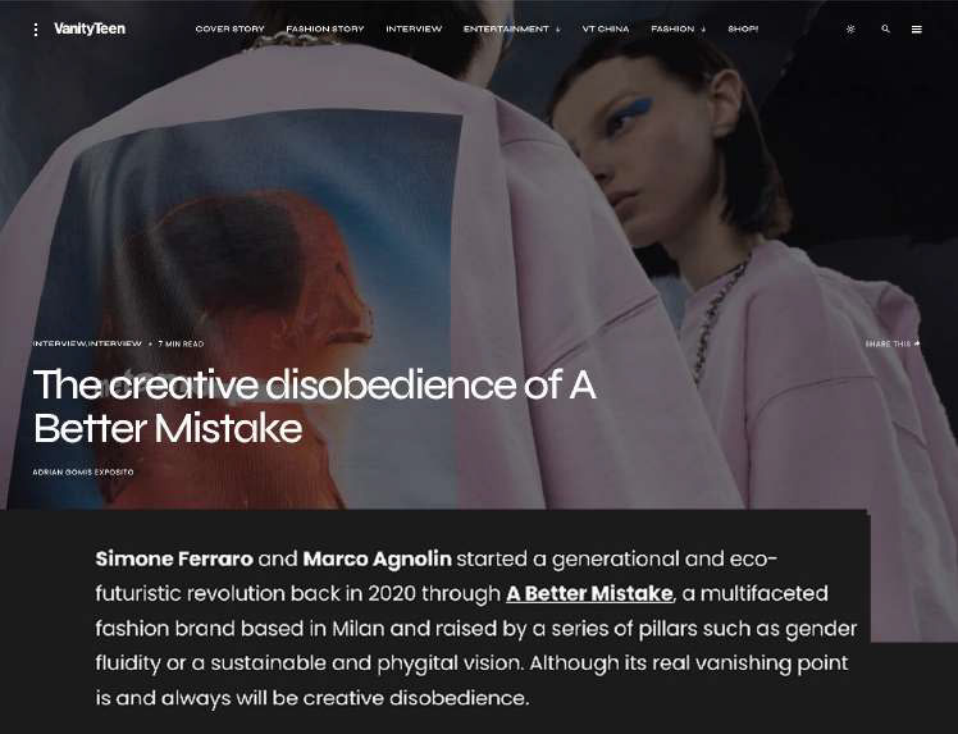 VanityTeen
COVER STORY FASHION STORY INTERVIEW ENTERTAINMENT ↓ VT CHINA FASHION ↓ SHOP!
INTERVIEW,INTERVIEW • 7 MIN READ
SHARE THIS
The creative disobedience of A
Better Mistake
ADRIAN GOMIS EXPOSITO
Simone Ferraro and Marco Agnolin started a generational and eco-
futuristic revolution back in 2020 through A Better Mistake, a multifaceted
fashion brand based in Milan and raised by a series of pillars such as gender
fluidity or a sustainable and phygital vision. Although its real vanishing point
is and always will be creative disobedience.